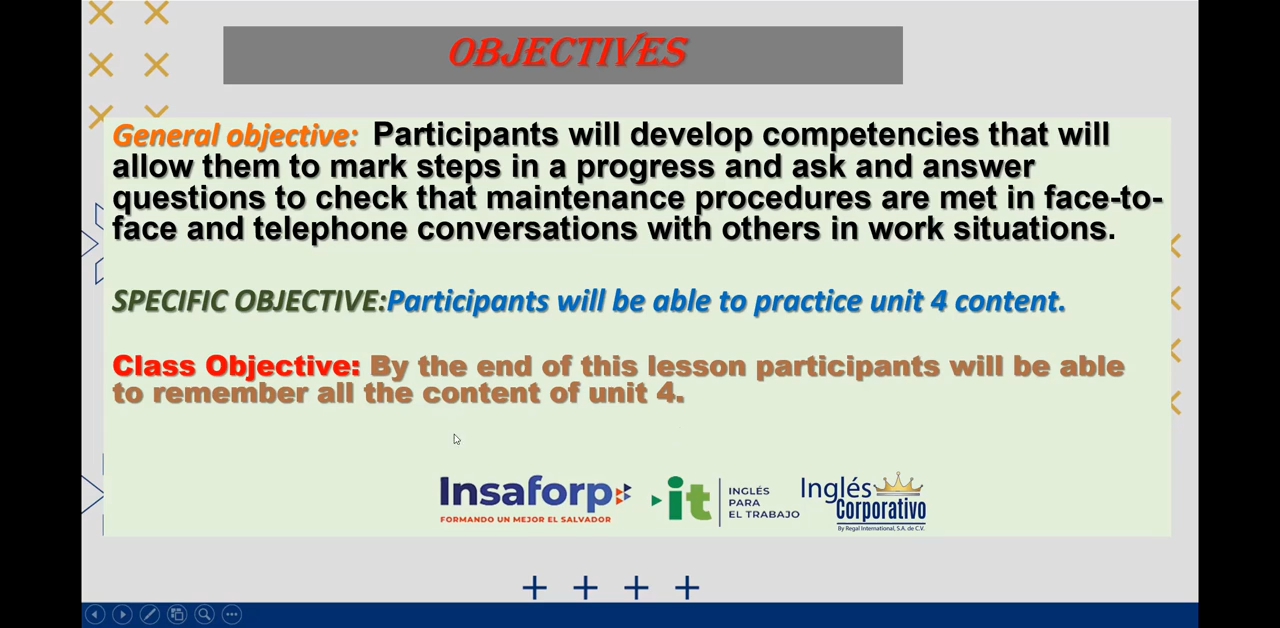 OBJECTIVES
General objective: Participants will develop competencies that will
allow them to mark steps in a progress and ask and answer
questions to check that maintenance procedures are met in face-to-
face and telephone conversations with others in work situations.
SPECIFIC OBJECTIVE:Participants will be able to practice unit 4 content.
Class Objective: By the end of this lesson participants will be able
to remember all the content of unit 4.
Insaforp
FORMANDO UN MEJOR EL SALVADOR
it
INGLÉS
PARA
EL TRABAJO
Inglés
Corporativo
By Regal International, S.A. de C.V.